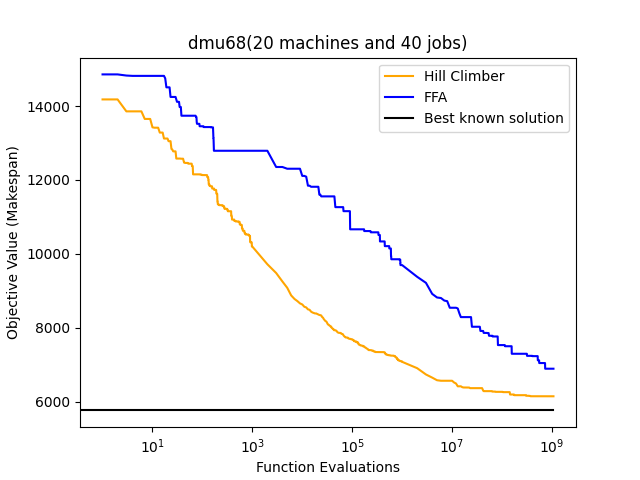 dmu68(20 machines and 40 jobs)
Hill Climber
FFA
Best known solution
Objective Value (Makespan)
14000
12000
10000
8000
6000
10^1 10^3 10^5 10^7 10^9
Function Evaluations